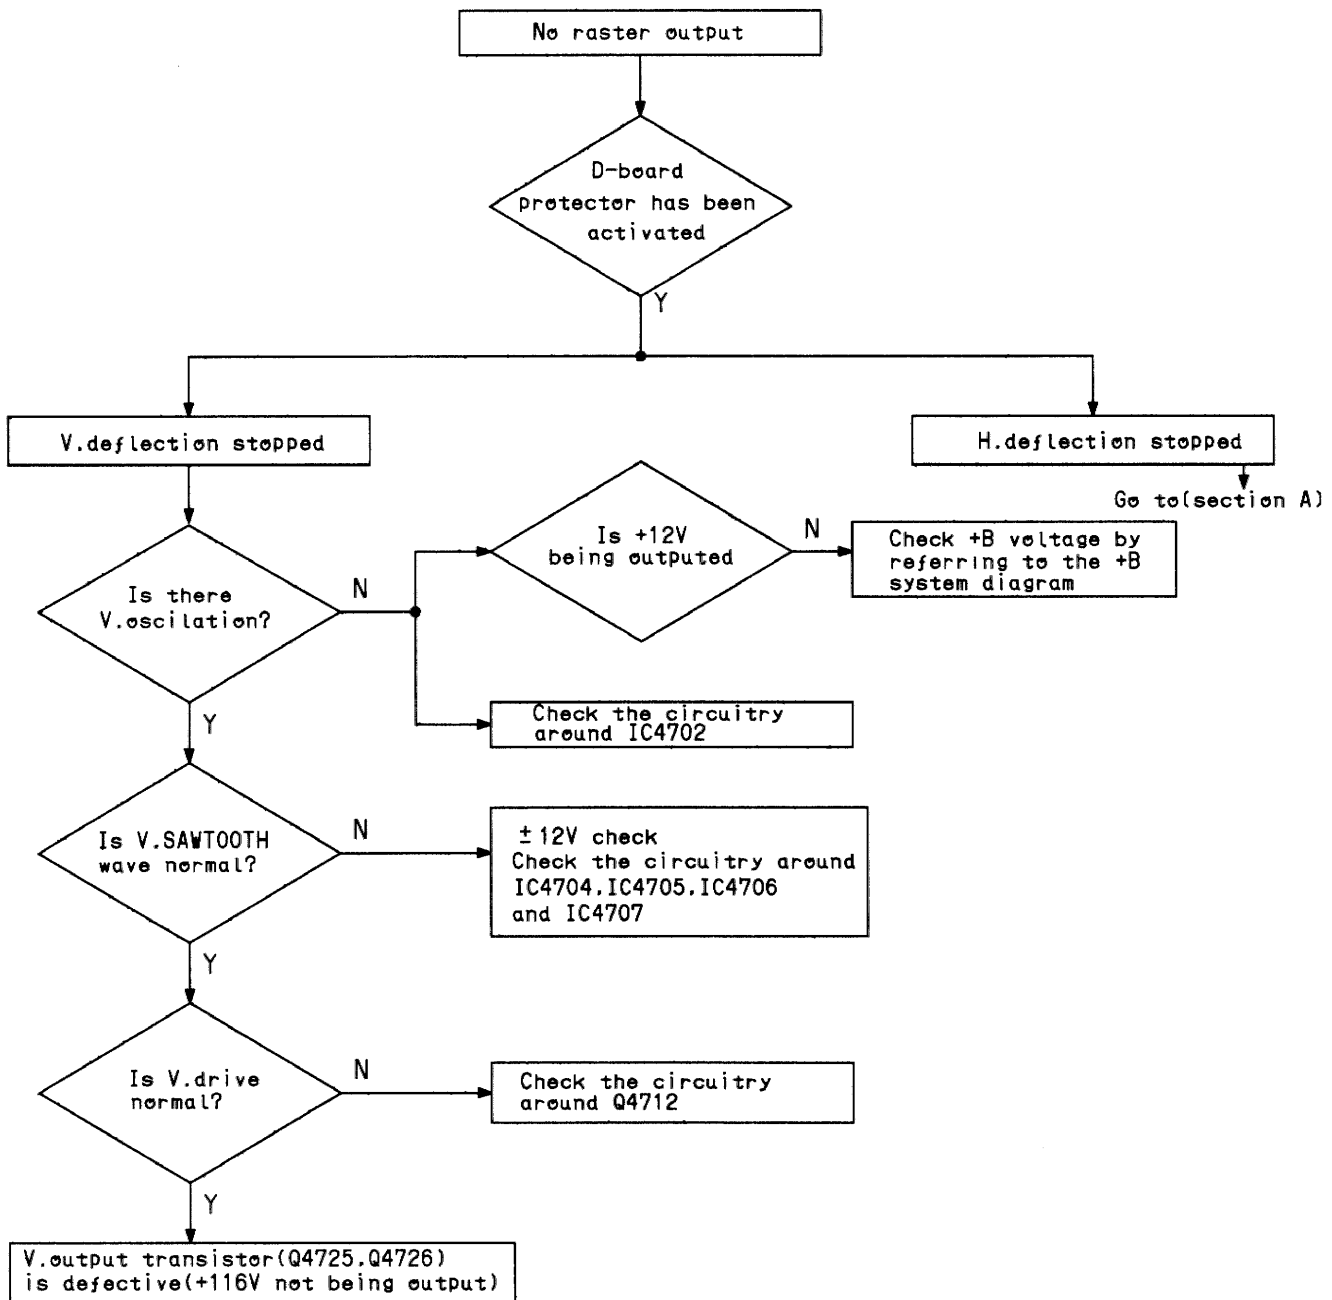 No raster output
D-board
protector has been
activated
Y
V.deflection stopped
H.deflection stopped
Go to(section A)
Is there
V.oscilation?
N
Is +12V
being outputed
N
Check +B voltage by
referring to the +B
system diagram
Check the circuitry
around IC4702
Y
Is V.SAWTOOTH
wave normal?
N
±12V check
Check the circuitry around
IC4704.IC4705.IC4706
and IC4707
Y
Is V.drive
normal?
N
Check the circuitry
around Q4712
Y
V.output transistor(Q4725.Q4726)
is defective(+116V not being output)